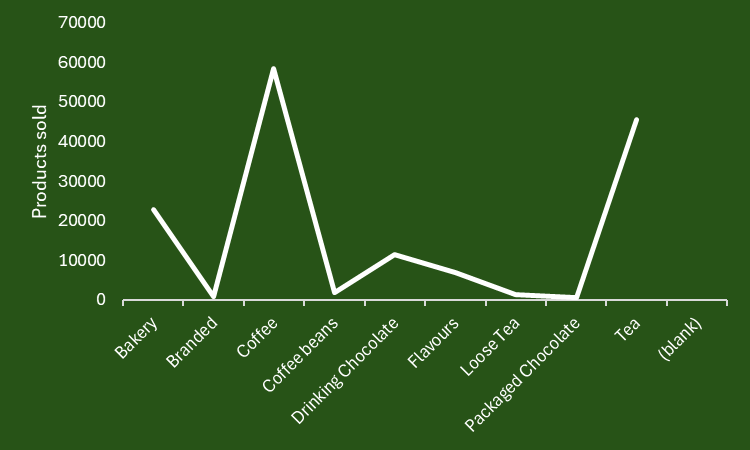 70000
60000
50000
40000
30000
20000
10000
0
Products sold
Bakery
Branded
Coffee
Coffee beans
Drinking Chocolate
Flavours
Loose Tea
Packaged Chocolate
Tea
(blank)